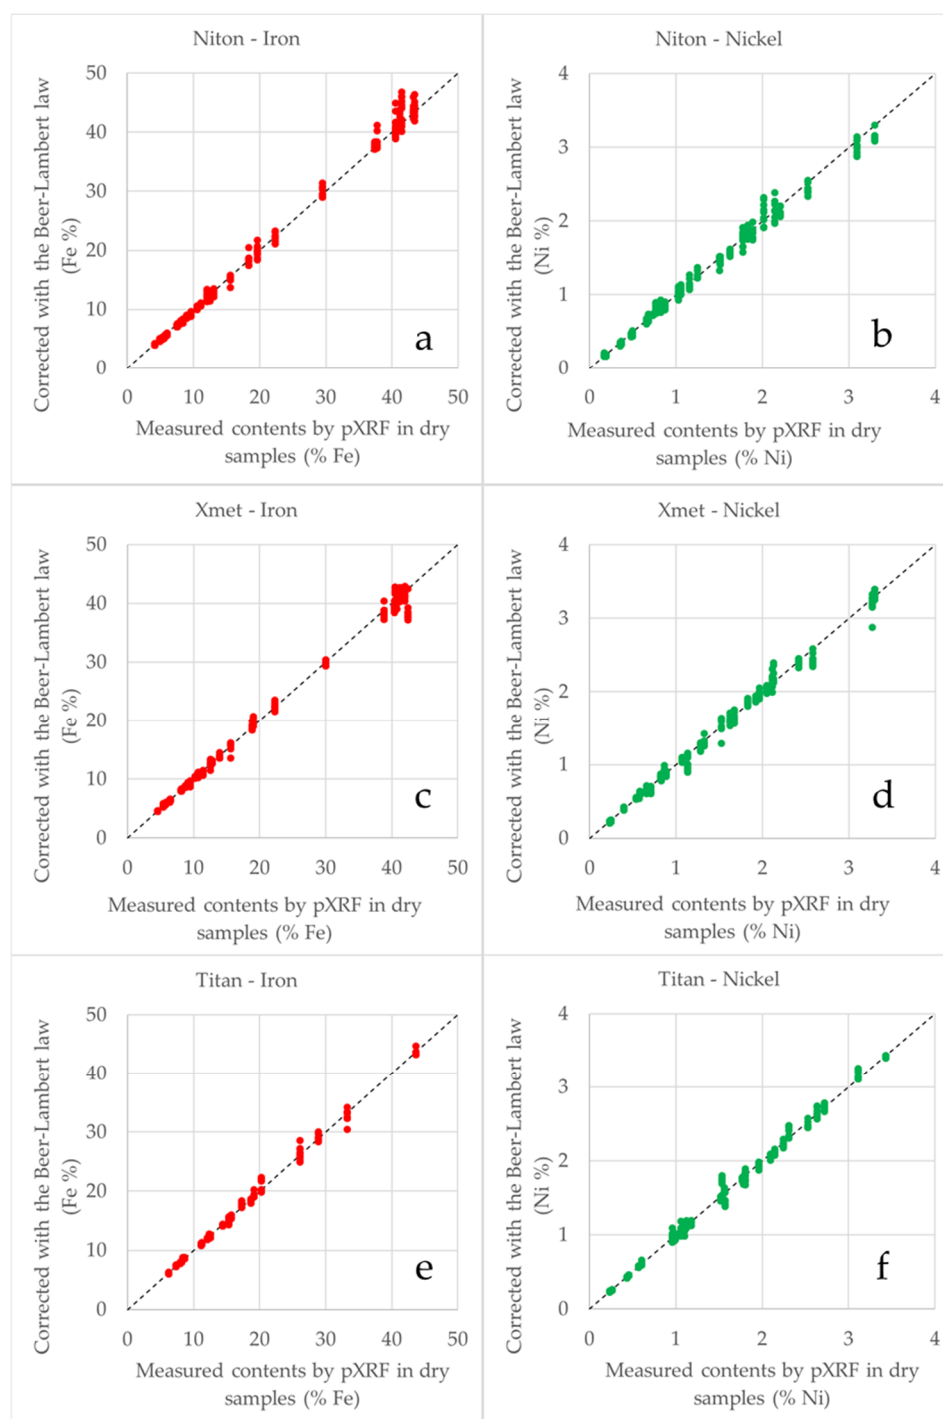 Niton - Iron
Corrected with the Beer-Lambert law
(Fe %)
50
40
30
20
10
0
a
0 10 20 30 40 50
Measured contents by pXRF in dry
samples (% Fe)
Niton - Nickel
Corrected with the Beer-Lambert law
(Ni %)
4
3
2
1
0
b
0 1 2 3 4
Measured contents by pXRF in dry
samples (% Ni)
Xmet - Iron
Corrected with the Beer-Lambert law
(Fe %)
50
40
30
20
10
0
c
0 10 20 30 40 50
Measured contents by pXRF in dry
samples (% Fe)
Xmet - Nickel
Corrected with the Beer-Lambert law
(Ni %)
4
3
2
1
0
d
0 1 2 3 4
Measured contents by pXRF in dry
samples (% Ni)
Titan - Iron
Corrected with the Beer-Lambert law
(Fe %)
50
40
30
20
10
0
e
0 10 20 30 40 50
Measured contents by pXRF in dry
samples (% Fe)
Titan - Nickel
Corrected with the Beer-Lambert law
(Ni %)
4
3
2
1
0
f
0 1 2 3 4
Measured contents by pXRF in dry
samples (% Ni)